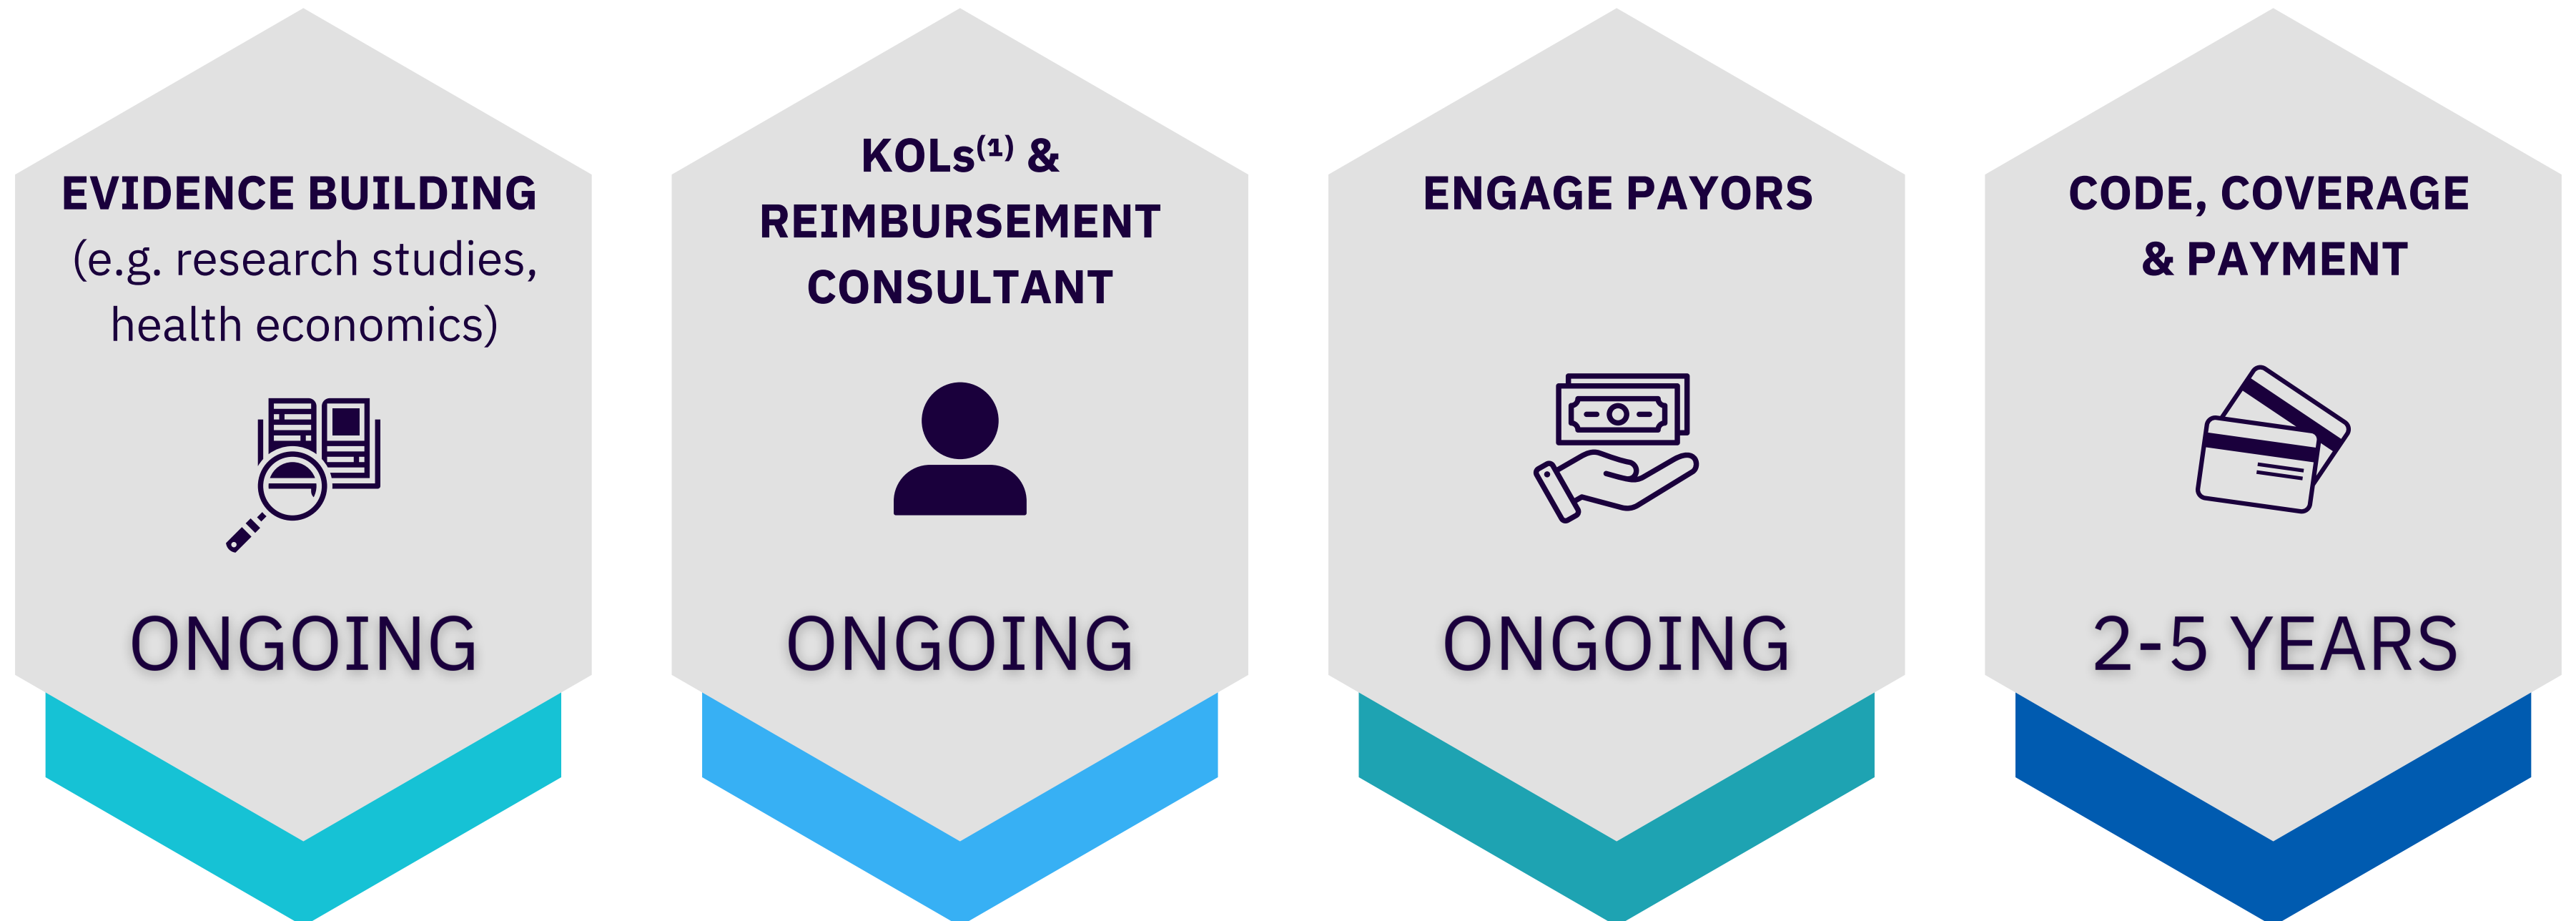 EVIDENCE BUILDING
(e.g. research studies,
health economics)
ONGOING
KOLs⁽¹⁾ &
REIMBURSEMENT
CONSULTANT
ONGOING
ENGAGE PAYORS
ONGOING
CODE, COVERAGE
& PAYMENT
2-5 YEARS